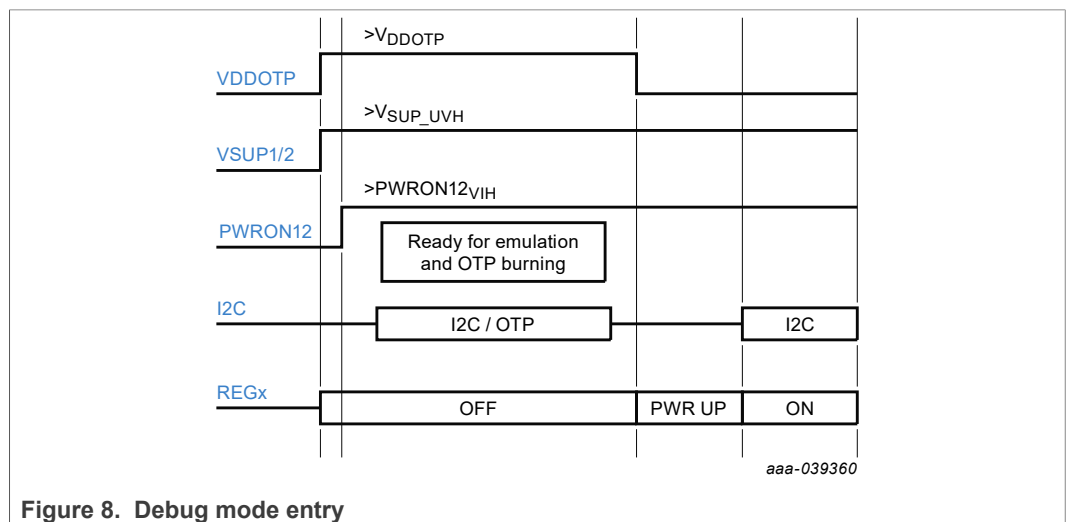 >VDDOTP
VDDOTP
>VSUP_UVH
VSUP1/2
>PWRON12VIH
PWRON12
Ready for emulation
and OTP burning
I2C
I2C / OTP
I2C
REGx
OFF
PWR UP
ON
aaa-039360
Figure 8. Debug mode entry